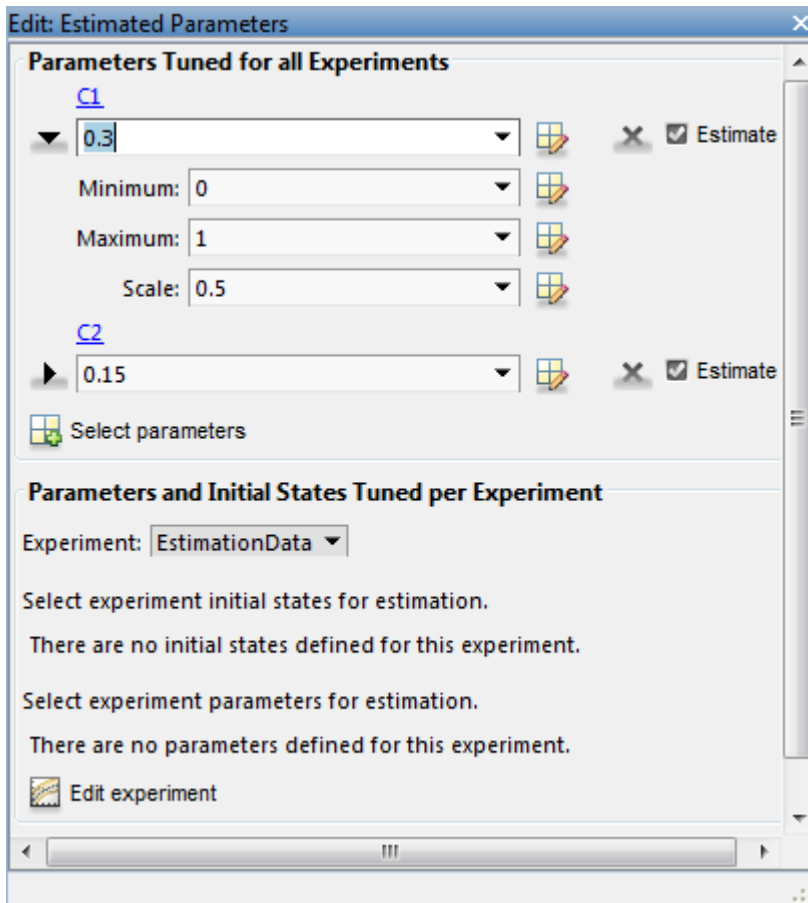 Edit: Estimated Parameters
Parameters Tuned for all Experiments
C1
0.3 Estimate
Minimum: 0
Maximum: 1
Scale: 0.5
C2
0.15 Estimate
Select parameters
Parameters and Initial States Tuned per Experiment
Experiment: EstimationData
Select experiment initial states for estimation.
There are no initial states defined for this experiment.
Select experiment parameters for estimation.
There are no parameters defined for this experiment.
Edit experiment